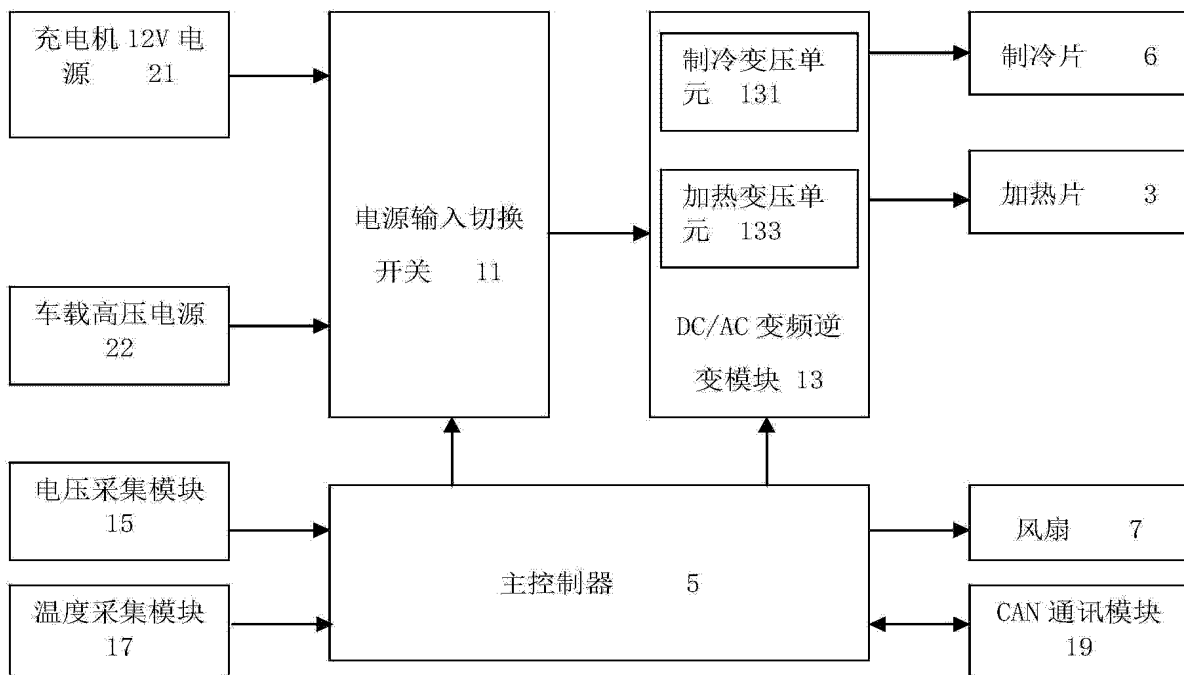 充电机 12V 电
源 21
制冷变压单
元 131
制冷片 6
加热变压单
元 133
加热片 3
电源输入切换
开关 11
车载高压电源
22
DC/AC 变频逆
变模块 13
电压采集模块
15
风扇 7
主控制器 5
温度采集模块
17
CAN 通讯模块
19